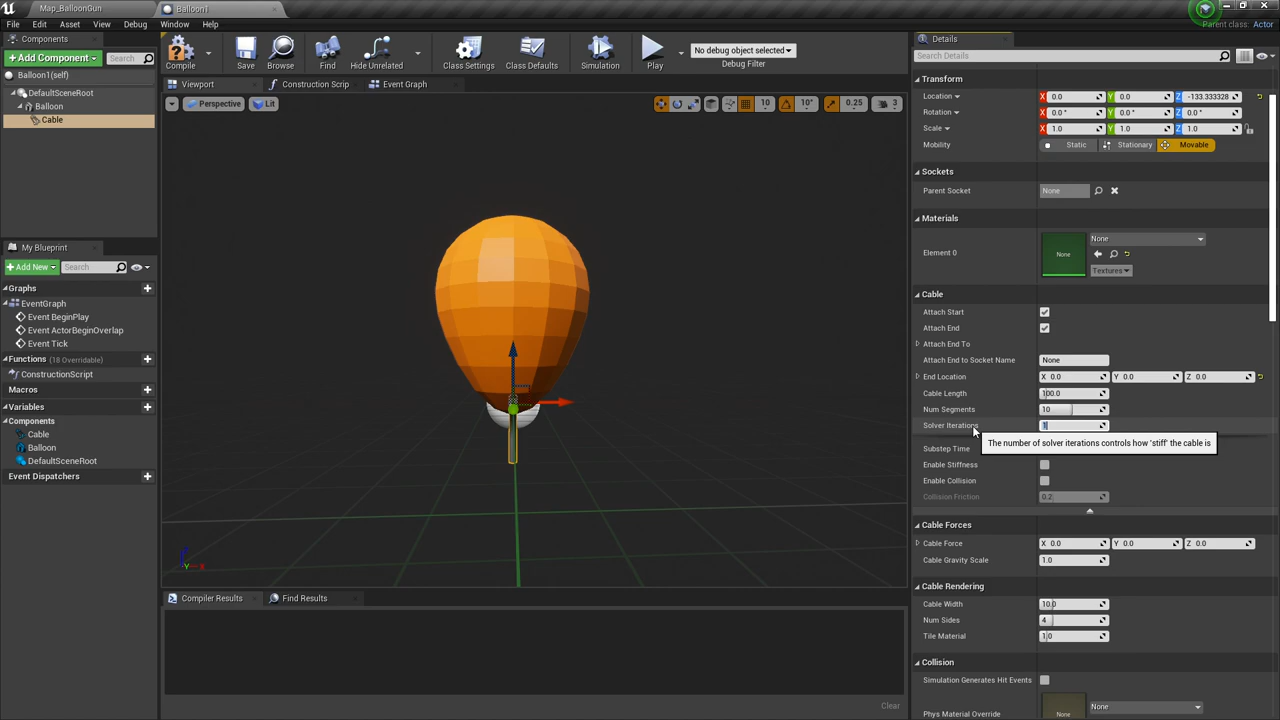 Map_BalloonGun
Balloon1
Parent class: Actor
File Edit Asset View Debug Window Help
Components
Add Component
Search
Balloon1(self)
DefaultSceneRoot
Balloon
Cable
Compile
Save
Browse
Find
Hide Unrelated
Class Settings
Class Defaults
Simulation
Play
No debug object selected
Debug Filter
Viewport
Construction Scrip
Event Graph
Perspective
Lit
10
10°
0.25
3
My Blueprint
Add New
Search
Graphs
EventGraph
Event BeginPlay
Event ActorBeginOverlap
Event Tick
Functions (18 Overridable)
ConstructionScript
Macros
Variables
Components
Cable
Balloon
DefaultSceneRoot
Event Dispatchers
Compiler Results
Find Results
Clear
Details
Search Details
Transform
Location X 0.0 Y 0.0 Z -133.333328
Rotation X 0.0 ° Y 0.0 ° Z 0.0 °
Scale X 1.0 Y 1.0 Z 1.0
Mobility Static Stationary Movable
Sockets
Parent Socket None
Materials
Element 0 None None
Textures
Cable
Attach Start
Attach End
Attach End To
Attach End to Socket Name None
End Location X 0.0 Y 0.0 Z 0.0
Cable Length 100.0
Num Segments 10
Solver Iterations 1
The number of solver iterations controls how 'stiff' the cable is
Substep Time
Enable Stiffness
Enable Collision
Collision Friction 0.2
Cable Forces
Cable Force X 0.0 Y 0.0 Z 0.0
Cable Gravity Scale 1.0
Cable Rendering
Cable Width 10.0
Num Sides 4
Tile Material 1.0
Collision
Simulation Generates Hit Events
Phys Material Override None None